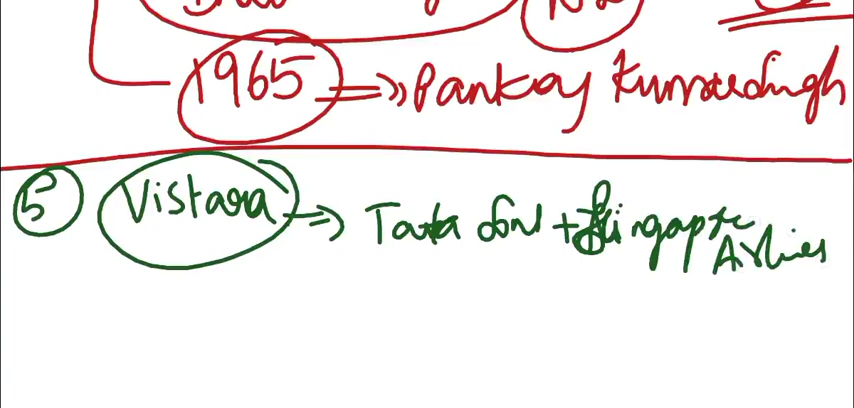 1965 => Pankaj Kumar Singh
5 Vistara => Tata Sons + Singapore Airlines